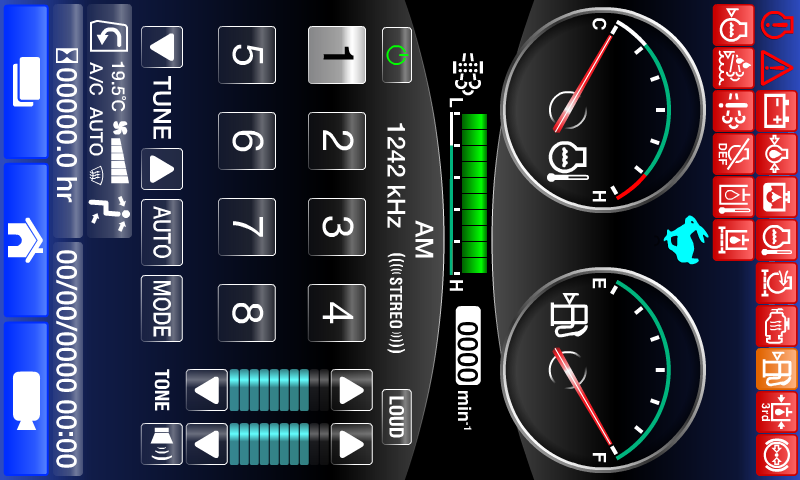 DEF
3rd
C H
E F
L H
0000 min⁻¹
AM
1242 kHz
((((STEREO))))
LOUD
1 2 3 4
5 6 7 8
TUNE AUTO MODE
TONE
19.5℃
A/C AUTO
00000.0 hr
00/00/0000 00:00